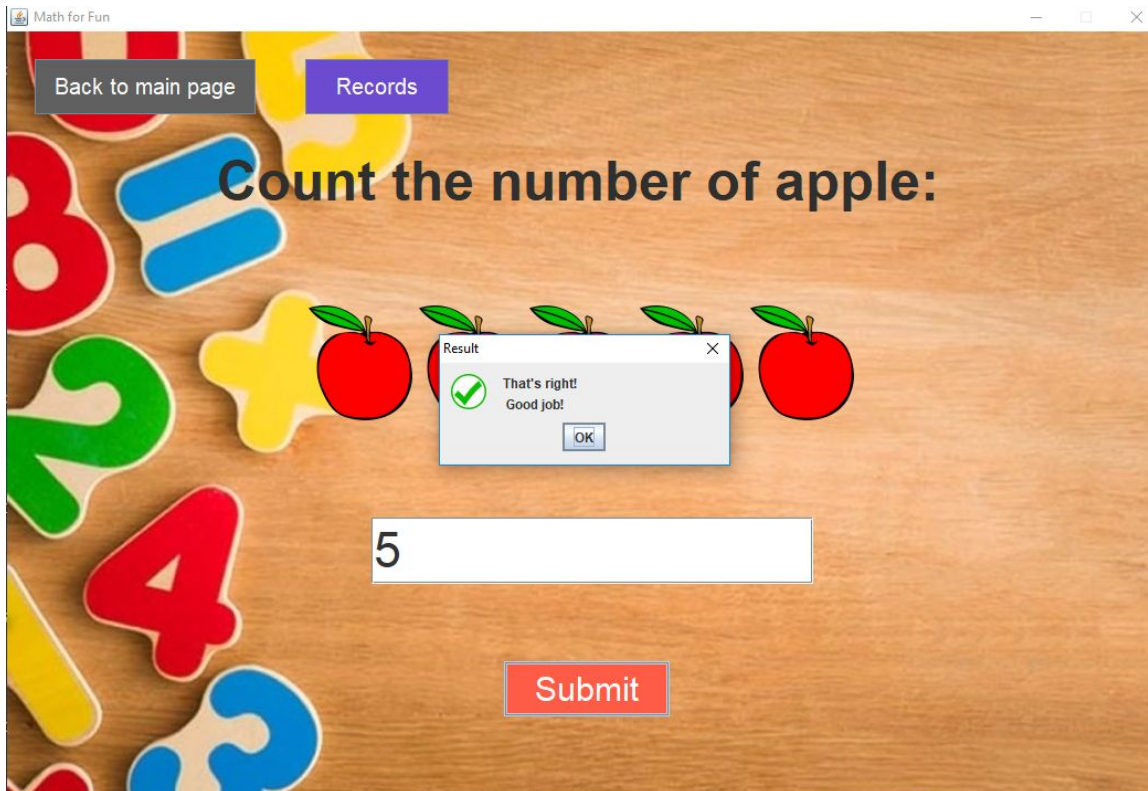 Math for Fun
Back to main page
Records
Count the number of apple:
Result
That's right!
Good job!
OK
5
Submit